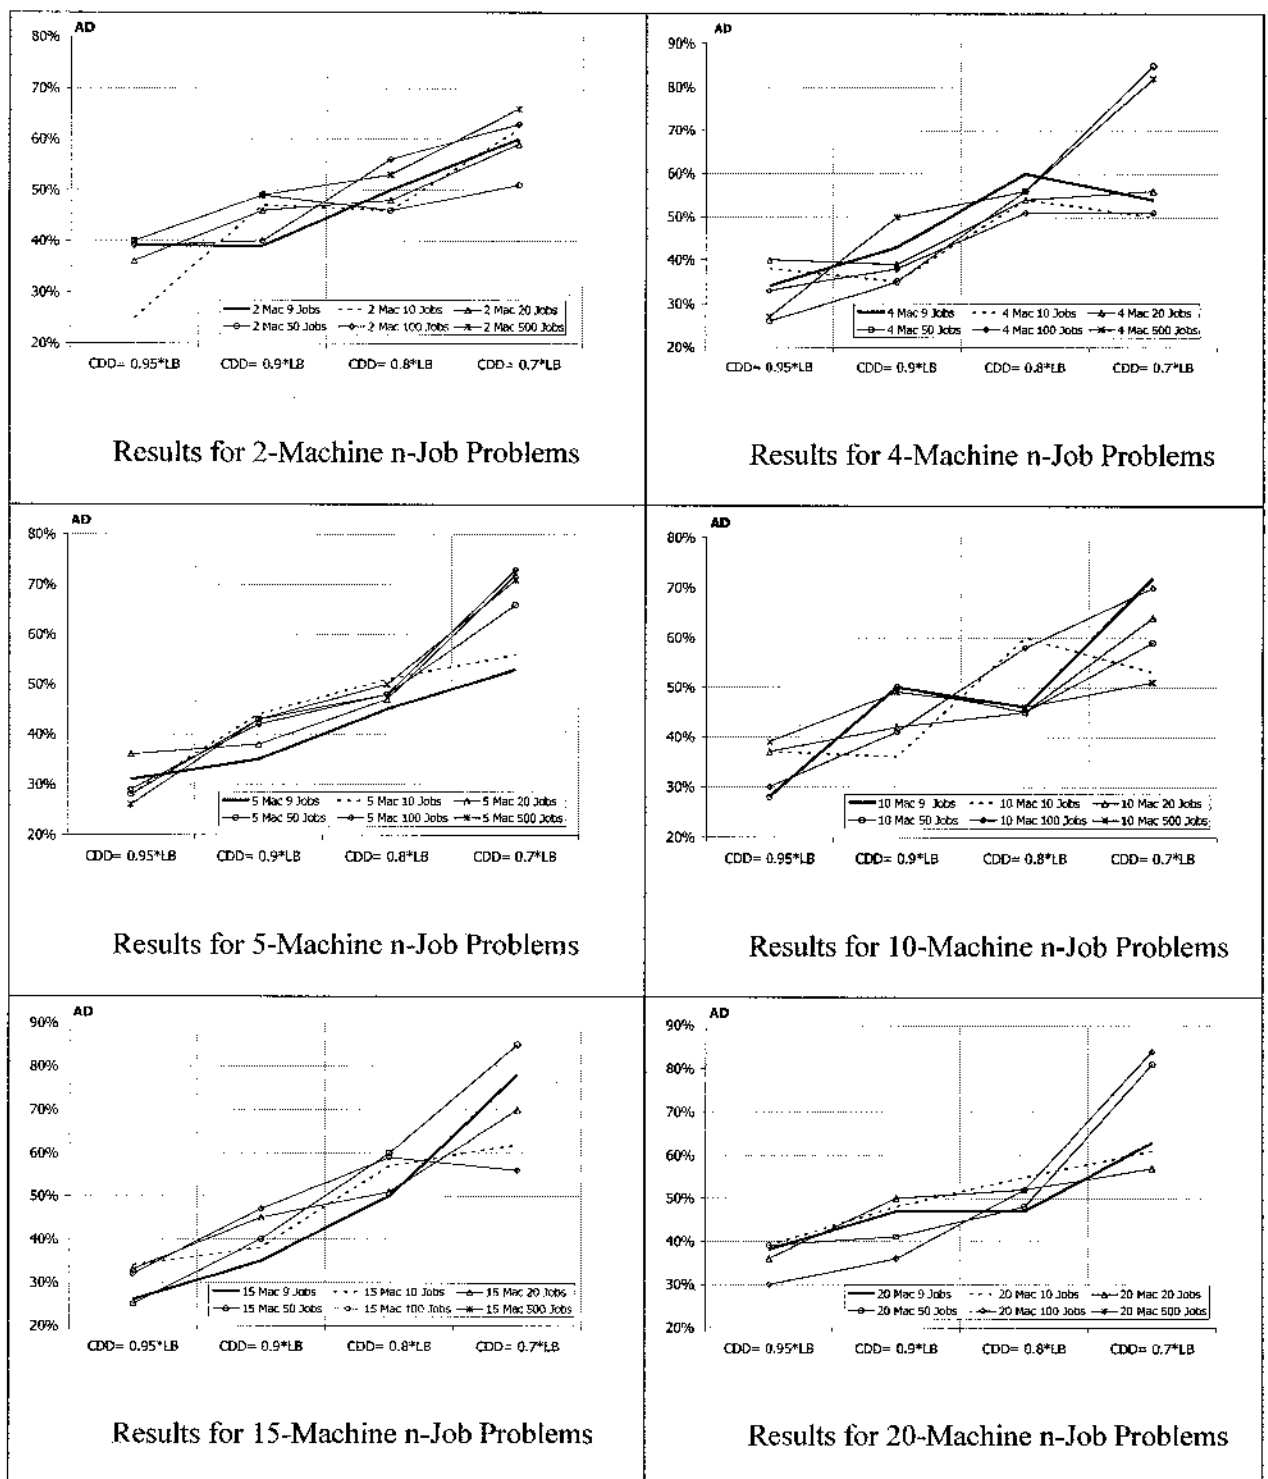 AD
80%
70%
60%
50%
40%
30%
20%
2 Mac 9 Jobs 2 Mac 10 Jobs 2 Mac 20 Jobs
2 Mac 50 Jobs 2 Mac 100 Jobs 2 Mac 500 Jobs
CDD= 0.95*LB CDD= 0.9*LB CDD= 0.8*LB CDD= 0.7*LB
Results for 2-Machine n-Job Problems
AD
90%
80%
70%
60%
50%
40%
30%
20%
4 Mac 9 Jobs 4 Mac 10 Jobs 4 Mac 20 Jobs
4 Mac 50 Jobs 4 Mac 100 Jobs 4 Mac 500 Jobs
CDD= 0.95*LB CDD= 0.9*LB CDD= 0.8*LB CDD= 0.7*LB
Results for 4-Machine n-Job Problems
AD
80%
70%
60%
50%
40%
30%
20%
5 Mac 9 Jobs 5 Mac 10 Jobs 5 Mac 20 Jobs
5 Mac 50 Jobs 5 Mac 100 Jobs 5 Mac 500 Jobs
CDD= 0.95*LB CDD= 0.9*LB CDD= 0.8*LB CDD= 0.7*LB
Results for 5-Machine n-Job Problems
AD
80%
70%
60%
50%
40%
30%
20%
10 Mac 9 Jobs 10 Mac 10 Jobs 10 Mac 20 Jobs
10 Mac 50 Jobs 10 Mac 100 Jobs 10 Mac 500 Jobs
CDD= 0.95*LB CDD= 0.9*LB CDD= 0.8*LB CDD= 0.7*LB
Results for 10-Machine n-Job Problems
AD
90%
80%
70%
60%
50%
40%
30%
20%
15 Mac 9 Jobs 15 Mac 10 Jobs 15 Mac 20 Jobs
15 Mac 50 Jobs 15 Mac 100 Jobs 15 Mac 500 Jobs
CDD= 0.95*LB CDD= 0.9*LB CDD= 0.8*LB CDD= 0.7*LB
Results for 15-Machine n-Job Problems
AD
90%
80%
70%
60%
50%
40%
30%
20%
20 Mac 9 Jobs 20 Mac 10 Jobs 20 Mac 20 Jobs
20 Mac 50 Jobs 20 Mac 100 Jobs 20 Mac 500 Jobs
CDD= 0.95*LB CDD= 0.9*LB CDD= 0.8*LB CDD= 0.7*LB
Results for 20-Machine n-Job Problems